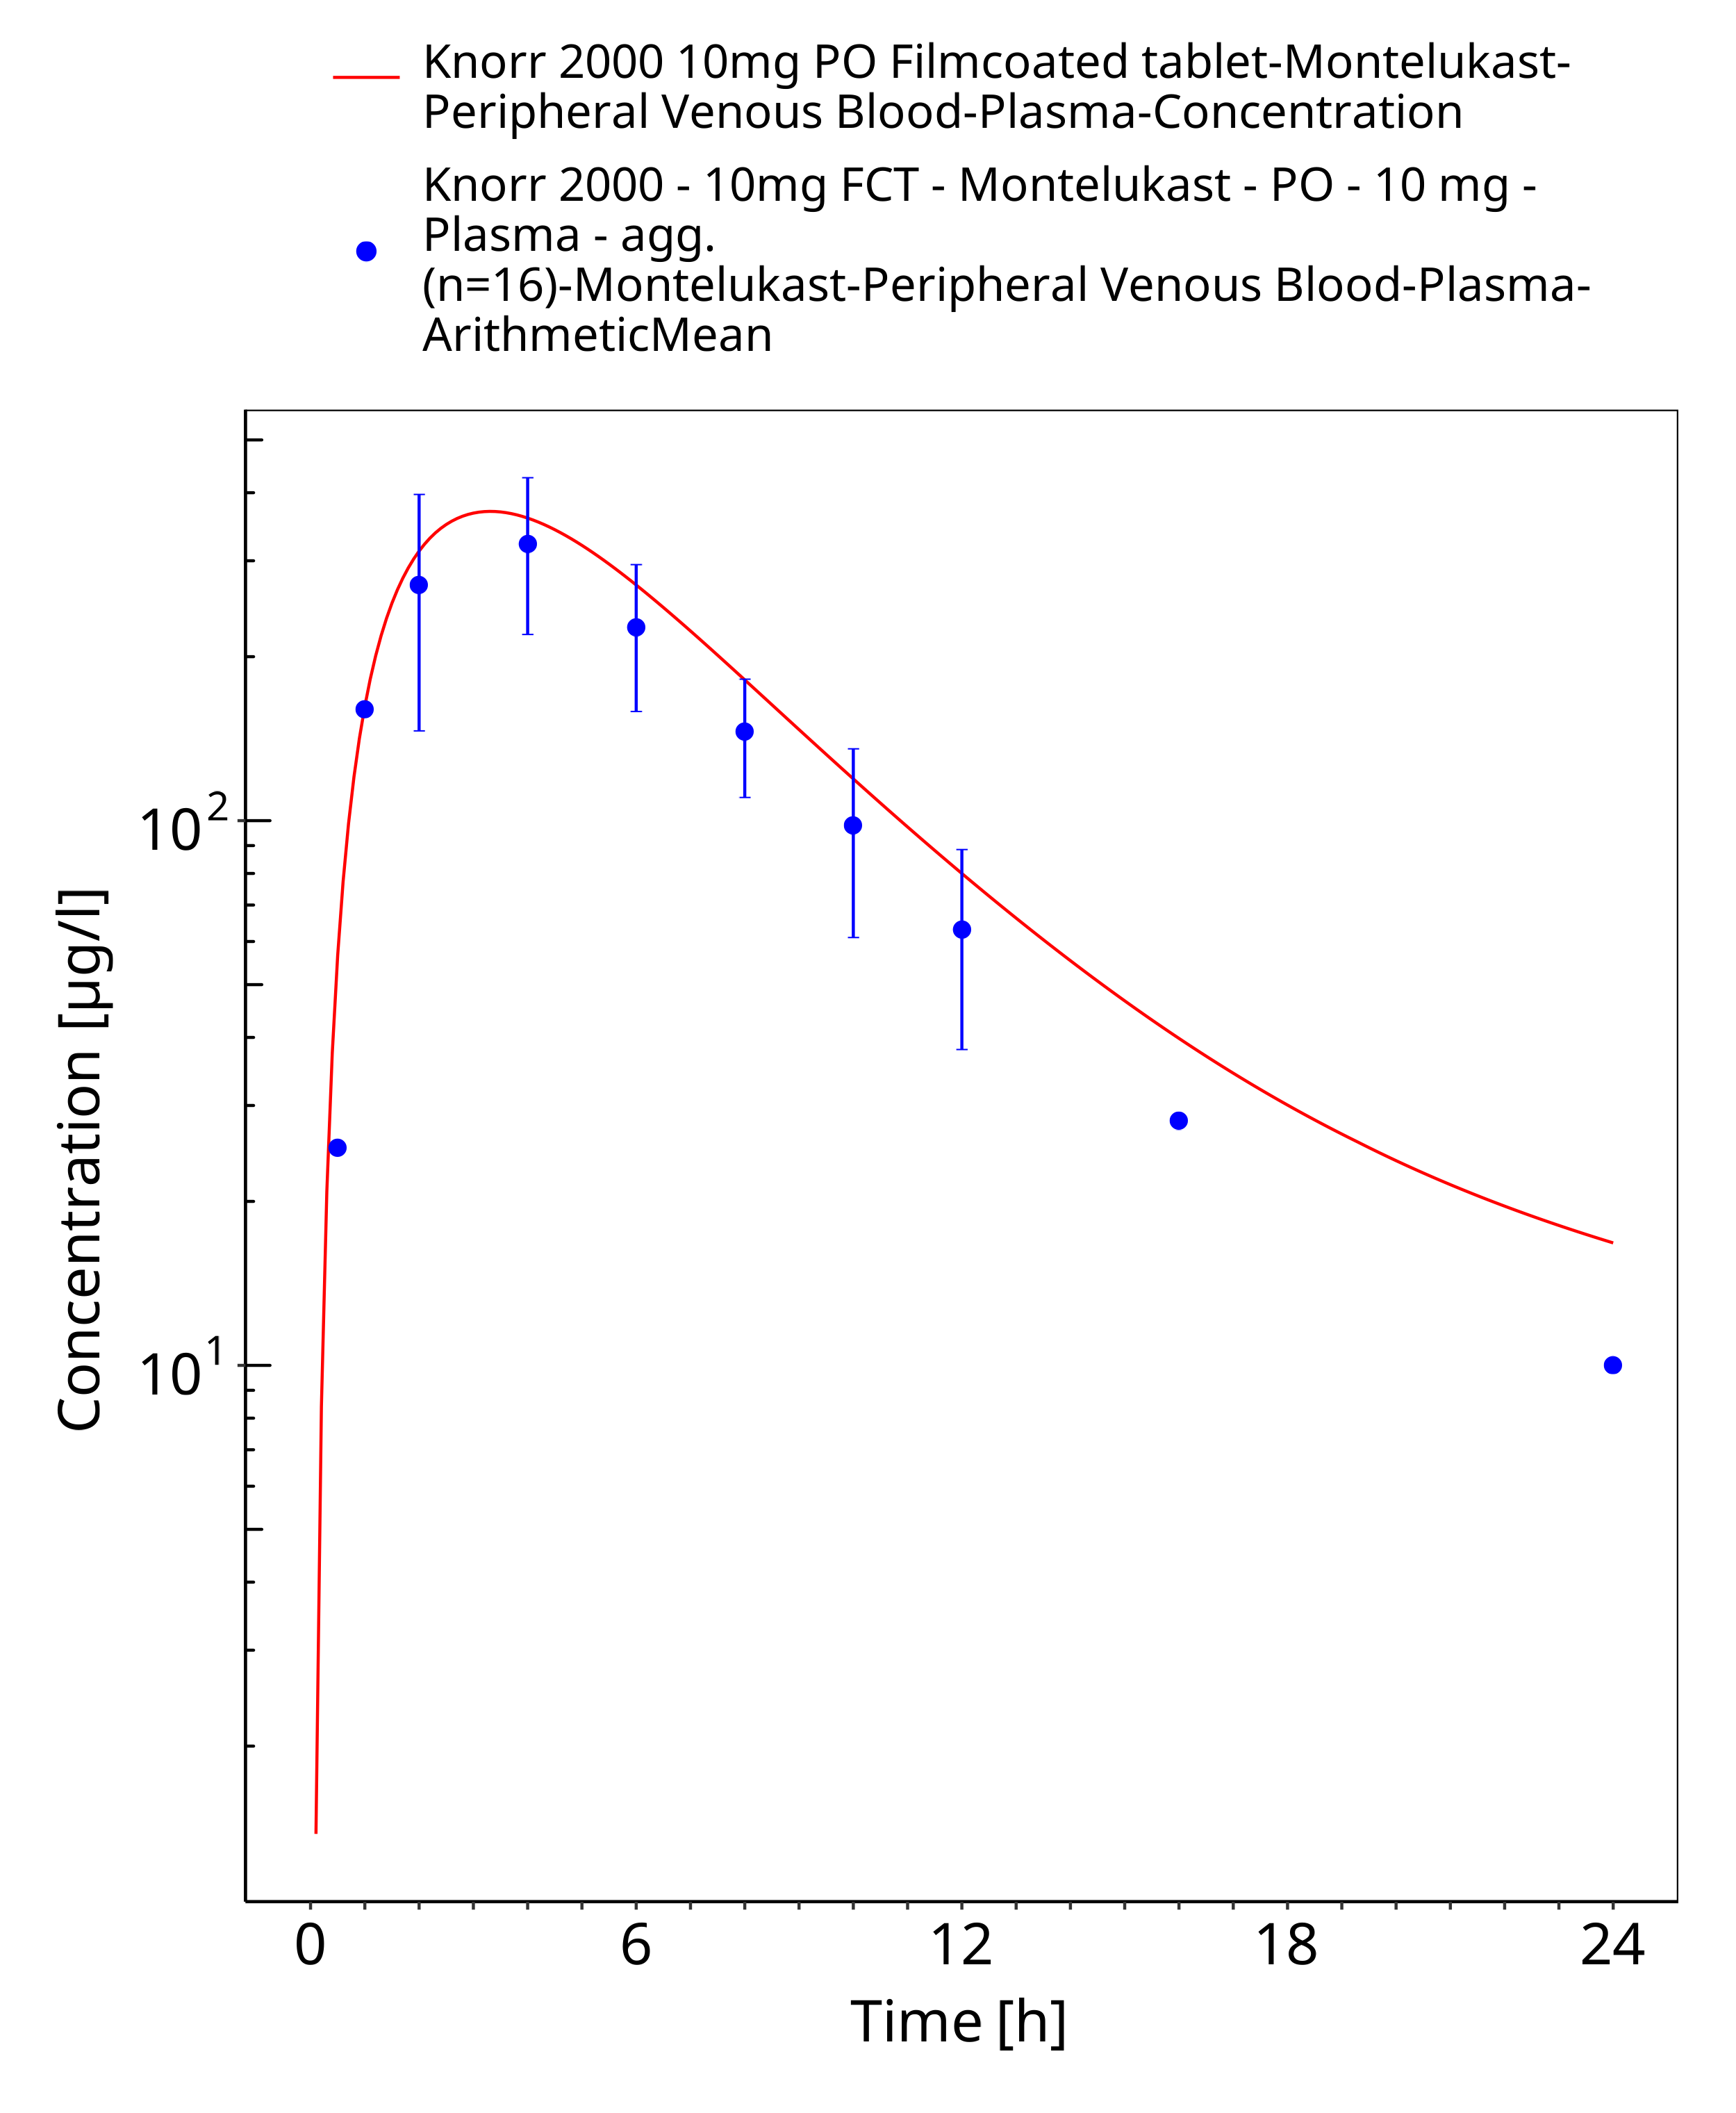 Knorr 2000 10mg PO Filmcoated tablet-Montelukast-
Peripheral Venous Blood-Plasma-Concentration
Knorr 2000 - 10mg FCT - Montelukast - PO - 10 mg -
Plasma - agg.
(n=16)-Montelukast-Peripheral Venous Blood-Plasma-
ArithmeticMean
Concentration [µg/l]
10²
10¹
0 6 12 18 24
Time [h]